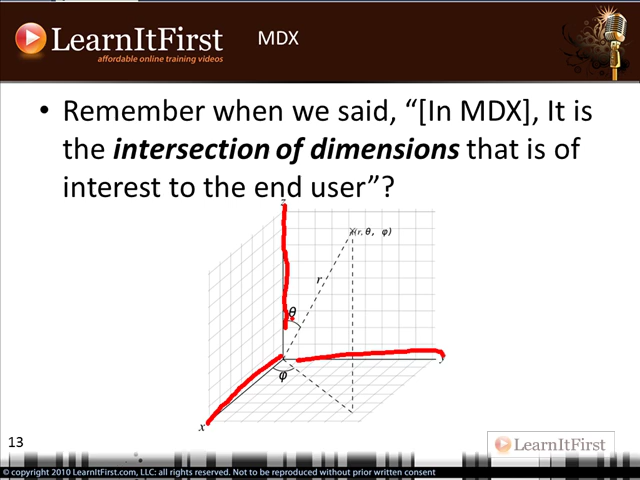 LearnItFirst
affordable online training videos
MDX
• Remember when we said, “[In MDX], It is
the intersection of dimensions that is of
interest to the end user”?
z
(r, θ, φ)
r
θ
φ
x
13
LearnItFirst
© copyright 2010 LearnItFirst.com, LLC: all rights reserved. Not to be reproduced without prior written consent